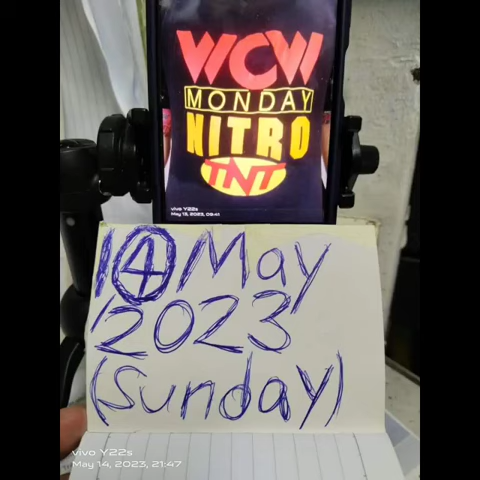 WCW
MONDAY
NITRO
TNT
vivo Y22s
May 13, 2023, 09:41
14 May
'2023
(Sunday)
vivo Y22s
May 14, 2023, 21:47